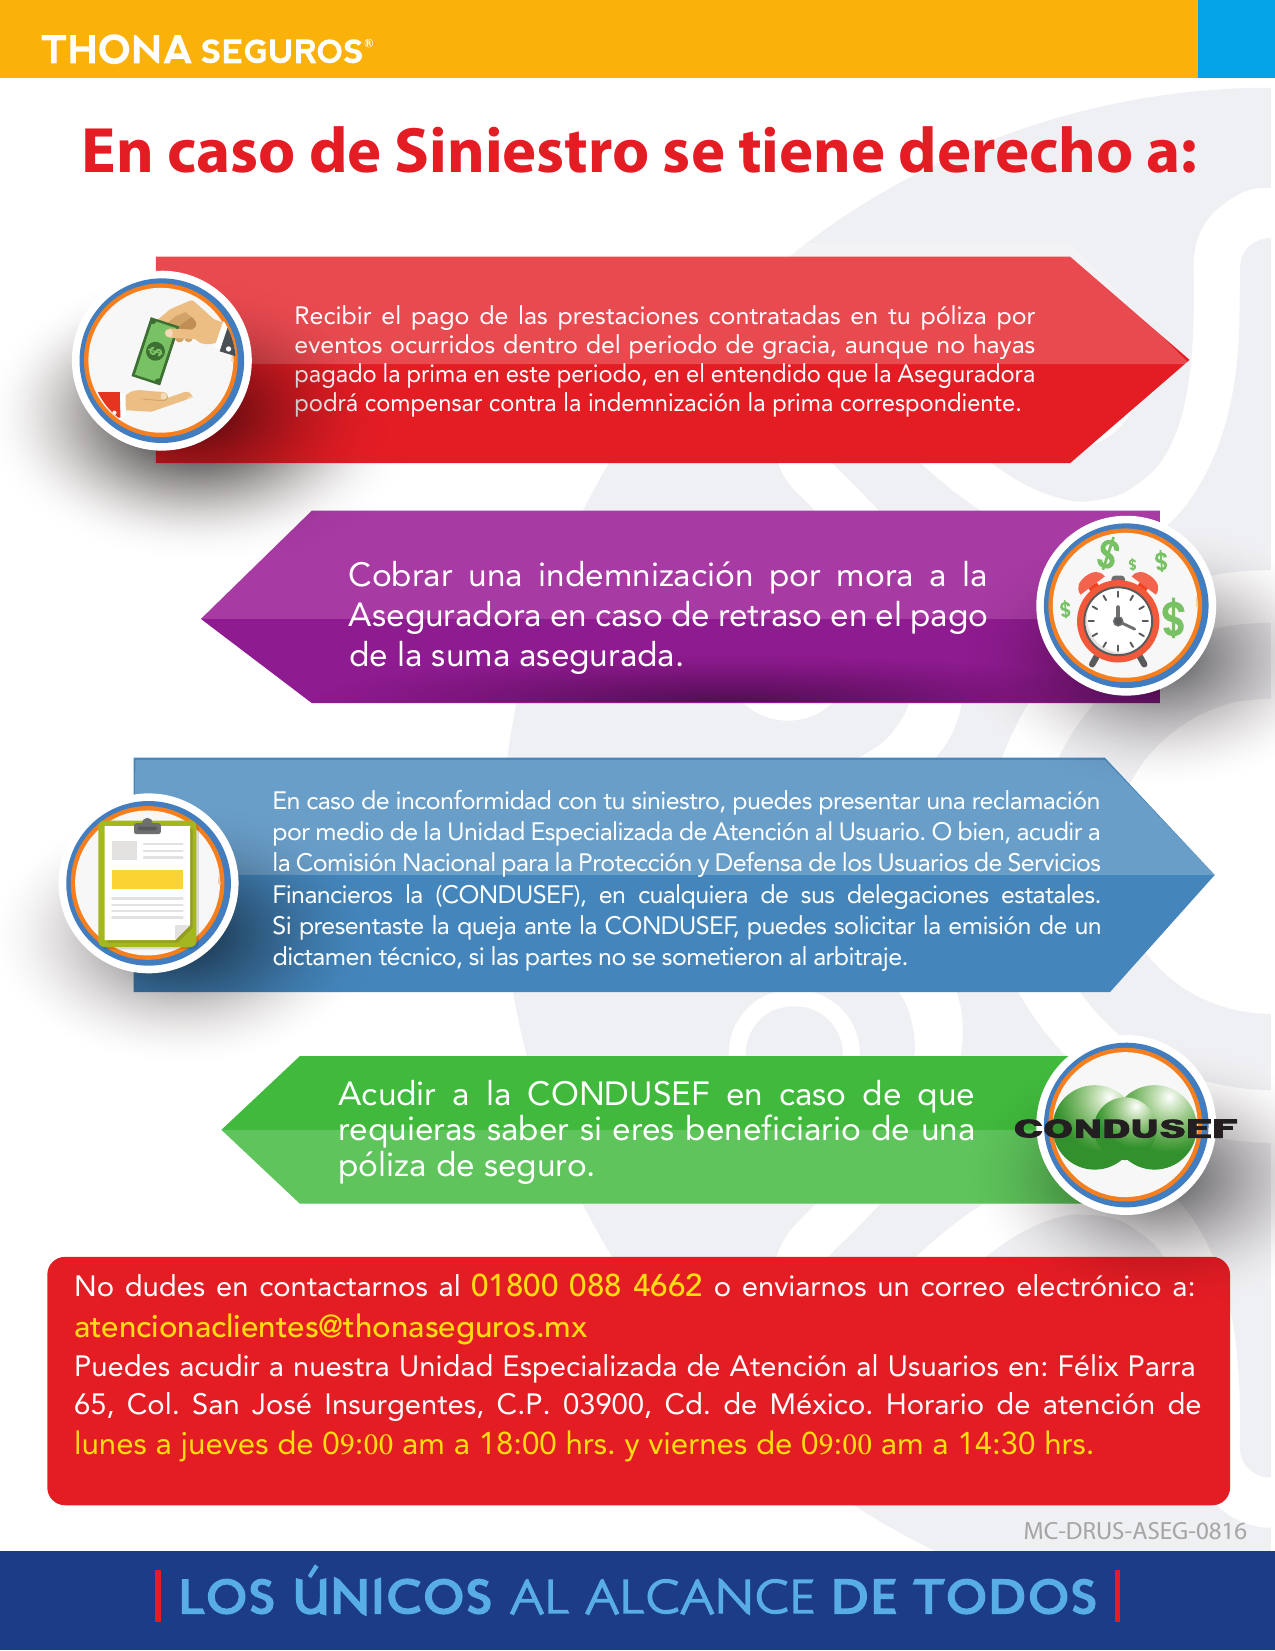 THONA SEGUROS®
En caso de Siniestro se tiene derecho a:
Recibir el pago de las prestaciones contratadas en tu póliza por
eventos ocurridos dentro del periodo de gracia, aunque no hayas
pagado la prima en este periodo, en el entendido que la Aseguradora
podrá compensar contra la indemnización la prima correspondiente.
Cobrar una indemnización por mora a la
Aseguradora en caso de retraso en el pago
de la suma asegurada.
En caso de inconformidad con tu siniestro, puedes presentar una reclamación
por medio de la Unidad Especializada de Atención al Usuario. O bien, acudir a
la Comisión Nacional para la Protección y Defensa de los Usuarios de Servicios
Financieros la (CONDUSEF), en cualquiera de sus delegaciones estatales.
Si presentaste la queja ante la CONDUSEF, puedes solicitar la emisión de un
dictamen técnico, si las partes no se sometieron al arbitraje.
Acudir a la CONDUSEF en caso de que
requieras saber si eres beneficiario de una
póliza de seguro.
CONDUSEF
No dudes en contactarnos al 01800 088 4662 o enviarnos un correo electrónico a:
atencionaclientes@thonaseguros.mx
Puedes acudir a nuestra Unidad Especializada de Atención al Usuarios en: Félix Parra
65, Col. San José Insurgentes, C.P. 03900, Cd. de México. Horario de atención de
lunes a jueves de 09:00 am a 18:00 hrs. y viernes de 09:00 am a 14:30 hrs.
MC-DRUS-ASEG-0816
LOS ÚNICOS AL ALCANCE DE TODOS